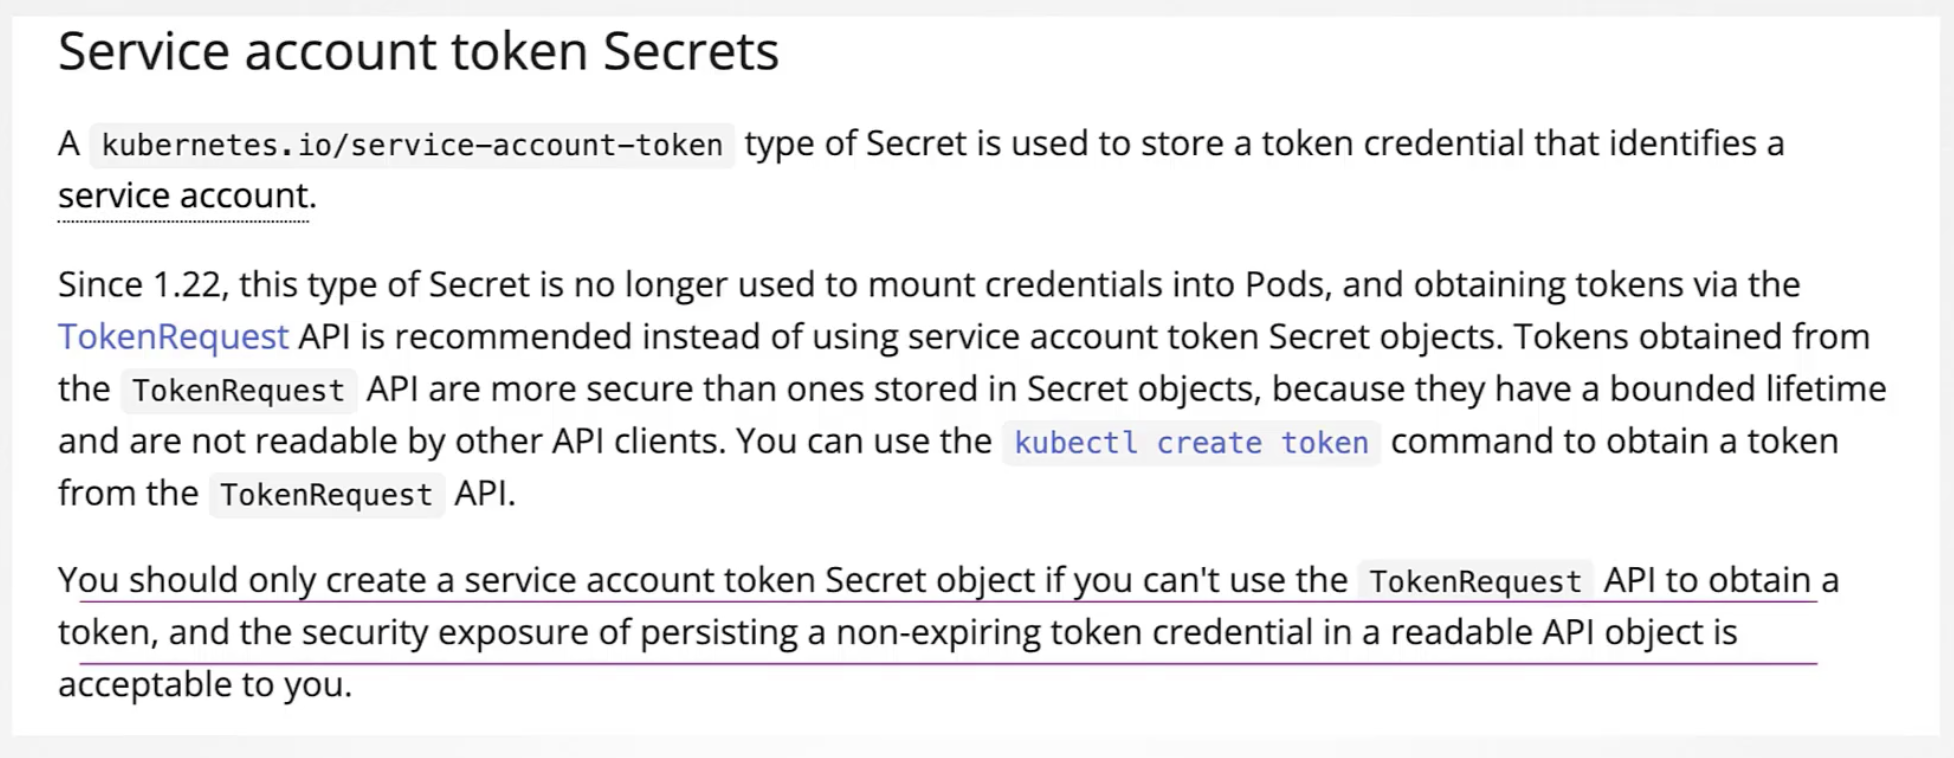 Service account token Secrets
A kubernetes.io/service-account-token type of Secret is used to store a token credential that identifies a
service account.
Since 1.22, this type of Secret is no longer used to mount credentials into Pods, and obtaining tokens via the
TokenRequest API is recommended instead of using service account token Secret objects. Tokens obtained from
the TokenRequest API are more secure than ones stored in Secret objects, because they have a bounded lifetime
and are not readable by other API clients. You can use the kubectl create token command to obtain a token
from the TokenRequest API.
You should only create a service account token Secret object if you can't use the TokenRequest API to obtain a
token, and the security exposure of persisting a non-expiring token credential in a readable API object is
acceptable to you.